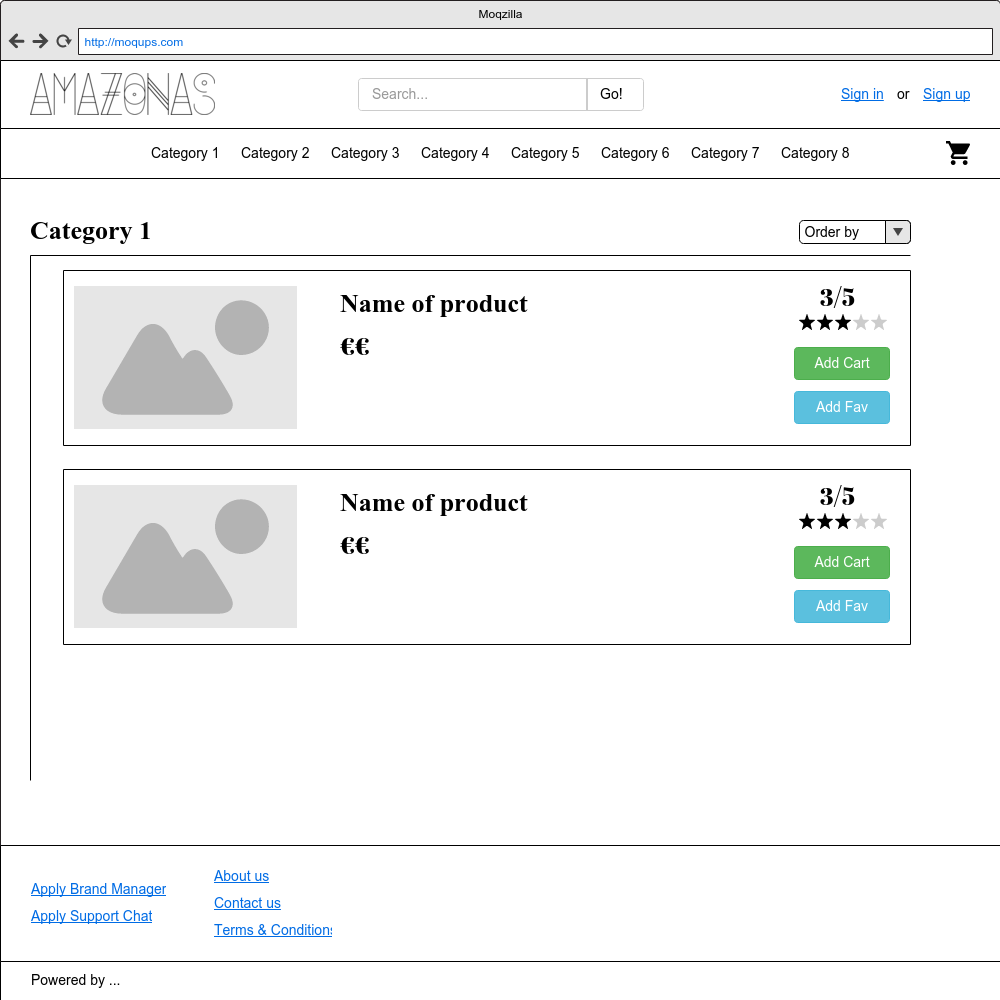 Moqzilla
http://moqups.com
AMAZZONAS
Search...
Go!
Sign in or Sign up
Category 1 Category 2 Category 3 Category 4 Category 5 Category 6 Category 7 Category 8
Category 1
Order by
Name of product
€€
3/5
Add Cart
Add Fav
Name of product
€€
3/5
Add Cart
Add Fav
Apply Brand Manager
Apply Support Chat
About us
Contact us
Terms & Conditions
Powered by ...